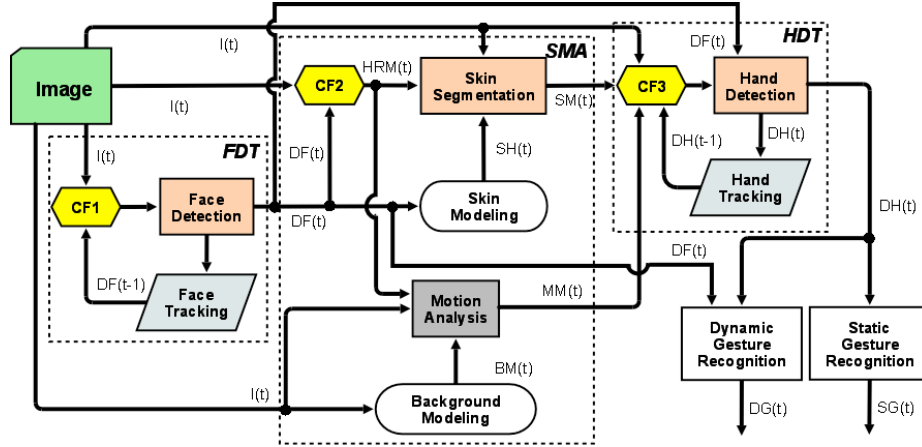 I(t)
SMA
HDT
DF(t)
Image
I(t)
CF2
HRM(t)
Skin
Segmentation
SM(t)
CF3
Hand
Detection
I(t)
FDT
DF(t)
SH(t)
DH(t-1)
DH(t)
CF1
Face
Detection
DF(t)
Skin
Modeling
Hand
Tracking
DH(t)
DF(t-1)
Face
Tracking
Motion
Analysis
MM(t)
DF(t)
Dynamic
Gesture
Recognition
Static
Gesture
Recognition
I(t)
BM(t)
Background
Modeling
DG(t)
SG(t)